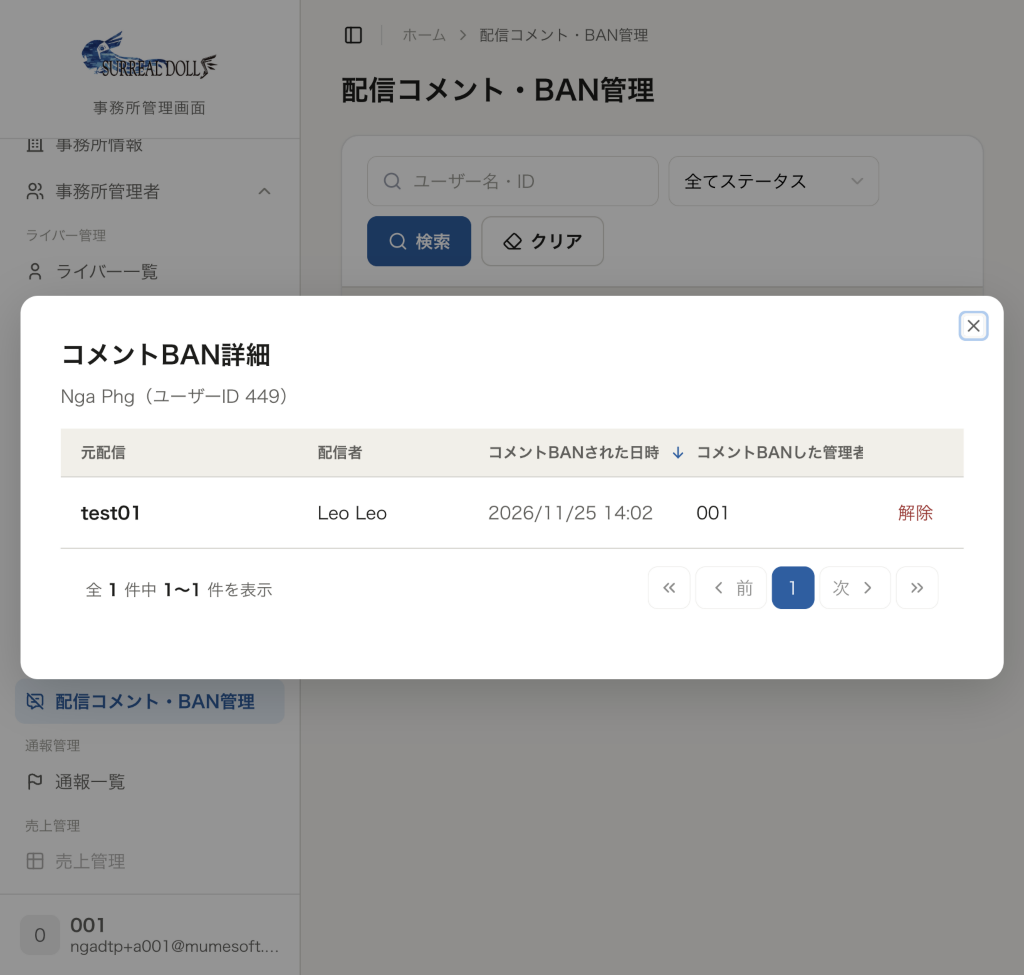 SURREAL DOLLS
事務所管理画面
事務所情報
事務所管理者
ライバー管理
ライバー一覧
ホーム
配信コメント・BAN管理
配信コメント・BAN管理
ユーザー名・ID
全てステータス
検索
クリア
コメントBAN詳細
Nga Phg（ユーザーID 449）
元配信 配信者 コメントBANされた日時 コメントBANした管理者
test01 Leo Leo 2026/11/25 14:02 001 解除
全 1 件中 1〜1 件を表示
前 1 次
配信コメント・BAN管理
通報管理
通報一覧
売上管理
売上管理
0
001
ngadtp+a001@mumesoft....